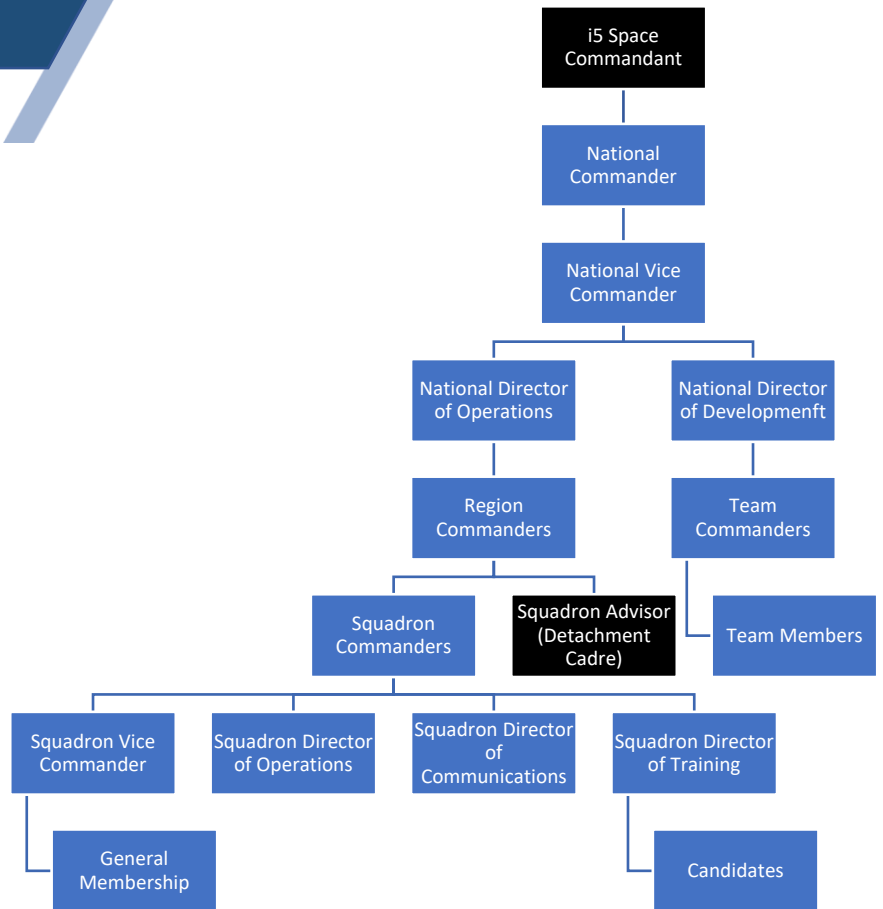 i5 Space
Commandant
National
Commander
National Vice
Commander
National Director
of Operations
National Director
of Developmenft
Region
Commanders
Team
Commanders
Squadron
Commanders
Squadron Advisor
(Detachment
Cadre)
Team Members
Squadron Vice
Commander
Squadron Director
of Operations
Squadron Director
of
Communications
Squadron Director
of Training
General
Membership
Candidates